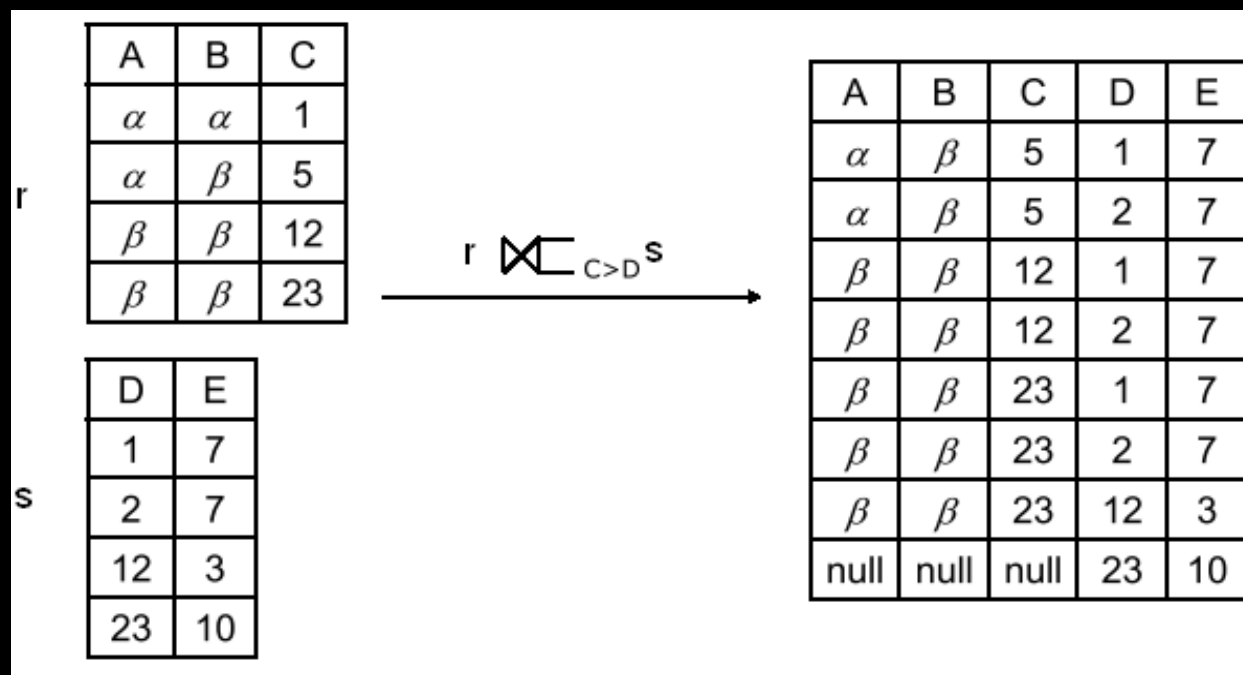 A B C
α α 1
α β 5
β β 12
β β 23
r
D E
1 7
2 7
12 3
23 10
s
r ⟖ C>D s
A B C D E
α β 5 1 7
α β 5 2 7
β β 12 1 7
β β 12 2 7
β β 23 1 7
β β 23 2 7
β β 23 12 3
null null null 23 10